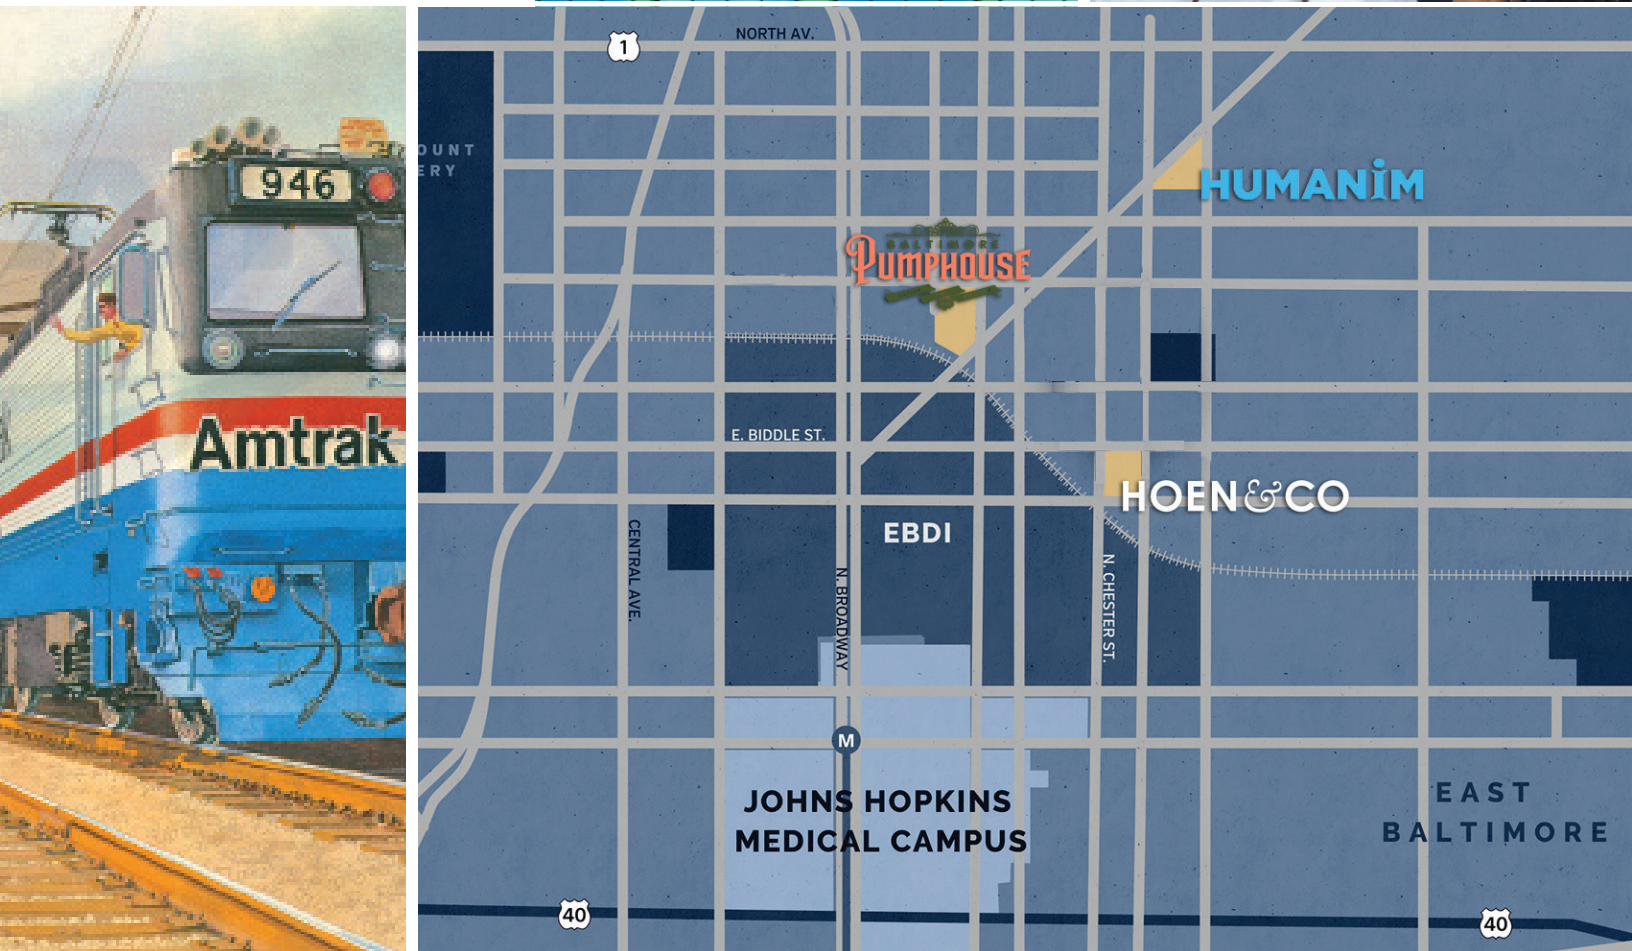 946
Amtrak
1
NORTH AV.
OUNT
ERY
HUMANIM
BALTIMORE
PUMPHOUSE
E. BIDDLE ST.
HOEN&CO
EBDI
CENTRAL AVE.
N. BROADWAY
N. CHESTER ST.
M
JOHNS HOPKINS
MEDICAL CAMPUS
EAST
BALTIMORE
40
40